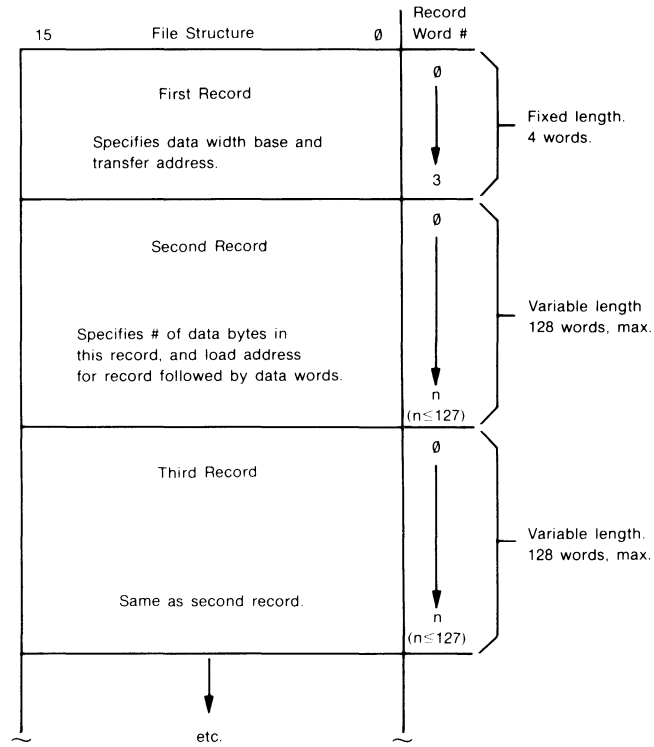 Record
15 File Structure Ø Word #
First Record
Specifies data width base and
transfer address.
Ø
3
Fixed length.
4 words.
Second Record
Specifies # of data bytes in
this record, and load address
for record followed by data words.
Ø
n
(n≤127)
Variable length
128 words, max.
Third Record
Same as second record.
Ø
n
(n≤127)
Variable length.
128 words, max.
etc.